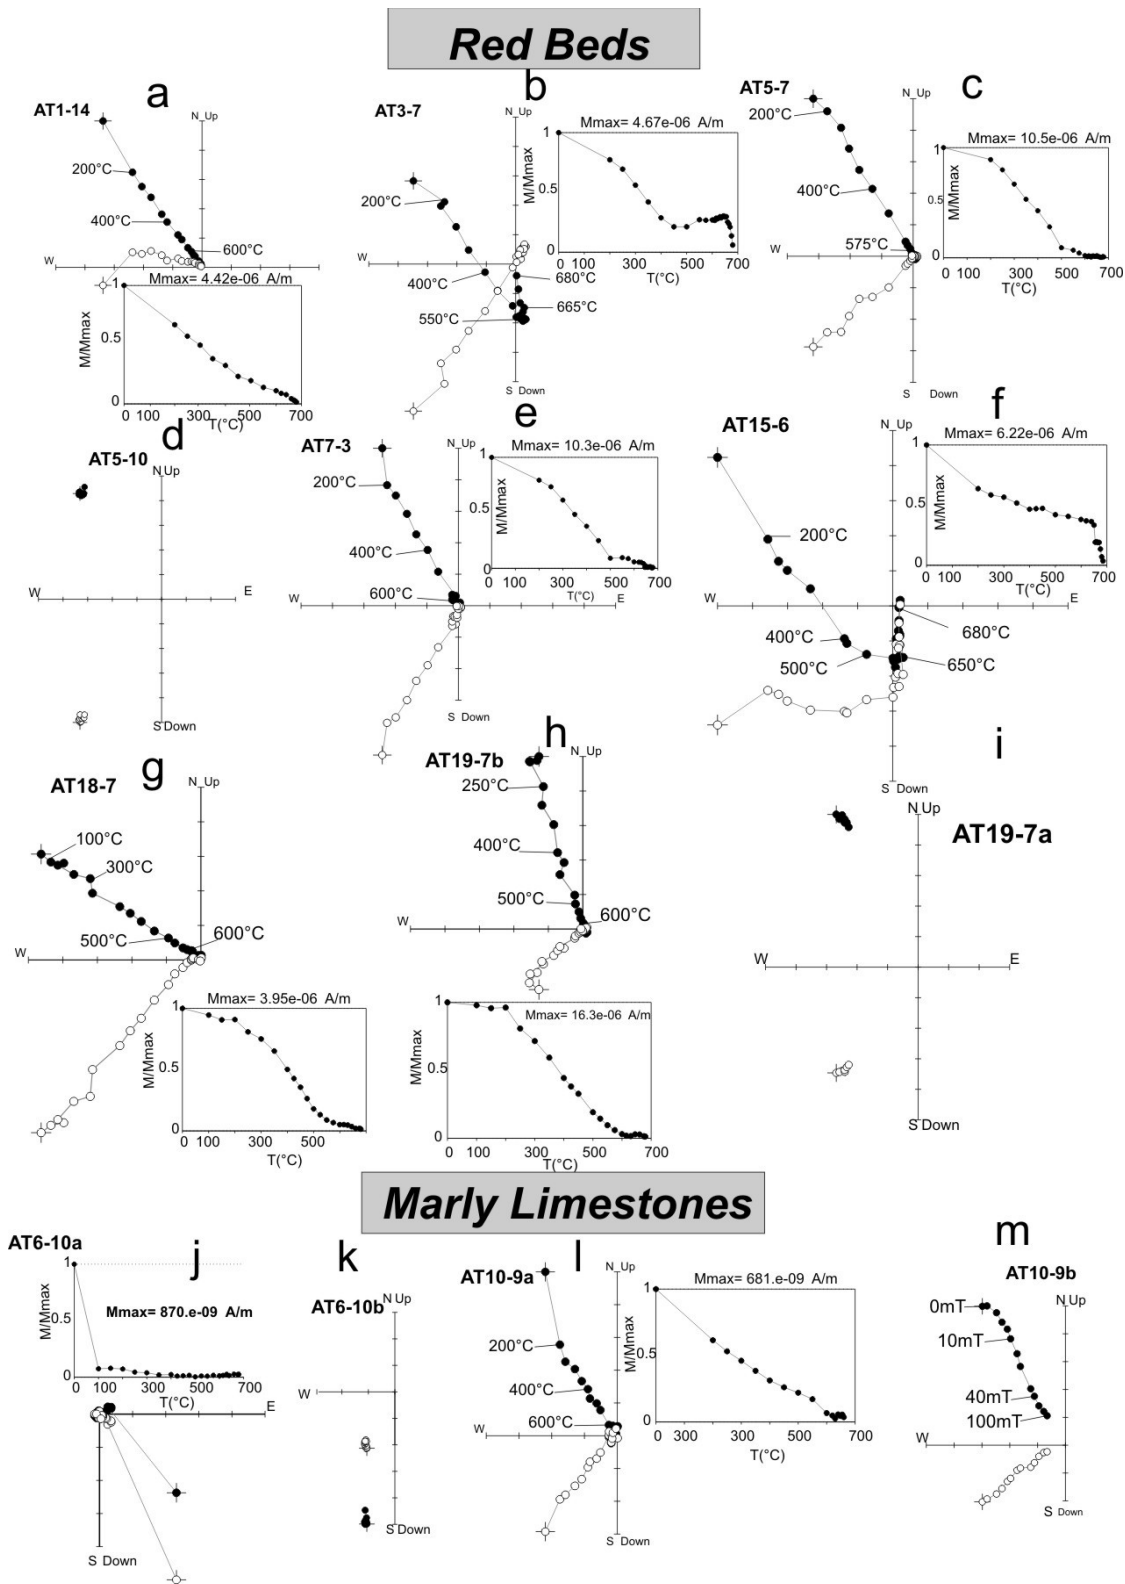 Red Beds
a
AT1-14
N Up
200°C
400°C
600°C
W
Mmax= 4.42e-06 A/m
1
M/Mmax
0.5
0
0 100 300 500 700
T(°C)
b
AT3-7
N Up
200°C
W
400°C
550°C
680°C
665°C
S Down
Mmax= 4.67e-06 A/m
1
M/Mmax
0.5
0
0 100 300 500 700
T(°C)
c
AT5-7
N Up
200°C
400°C
575°C
W
S Down
Mmax= 10.5e-06 A/m
1
M/Mmax
0.5
0
0 100 300 500 700
T(°C)
d
AT5-10
N Up
W
E
S Down
e
AT7-3
N Up
200°C
400°C
600°C
W
E
S Down
Mmax= 10.3e-06 A/m
1
M/Mmax
0.5
0
0 100 300 500 700
T(°C)
f
AT15-6
N Up
200°C
W
E
400°C
500°C
680°C
650°C
S Down
Mmax= 6.22e-06 A/m
1
M/Mmax
0.5
0
0 100 300 500 700
T(°C)
g
AT18-7
N Up
100°C
300°C
500°C
600°C
W
Mmax= 3.95e-06 A/m
1
M/Mmax
0.5
0
0 100 300 500
T(°C)
h
AT19-7b
N Up
250°C
400°C
500°C
600°C
W
Mmax= 16.3e-06 A/m
1
M/Mmax
0.5
0
0 100 300 500 700
T(°C)
i
N Up
AT19-7a
W
E
S Down
Marly Limestones
AT6-10a
j
1
M/Mmax
0.5
0
Mmax= 870.e-09 A/m
0 100 300 500 700
T(°C)
E
S Down
k
AT6-10b
N Up
W
S Down
l
AT10-9a
N Up
200°C
400°C
600°C
W
S Down
Mmax= 681.e-09 A/m
1
M/Mmax
0.5
0
0 300 300 500 700
T(°C)
m
AT10-9b
N Up
0mT
10mT
40mT
100mT
W
S Down